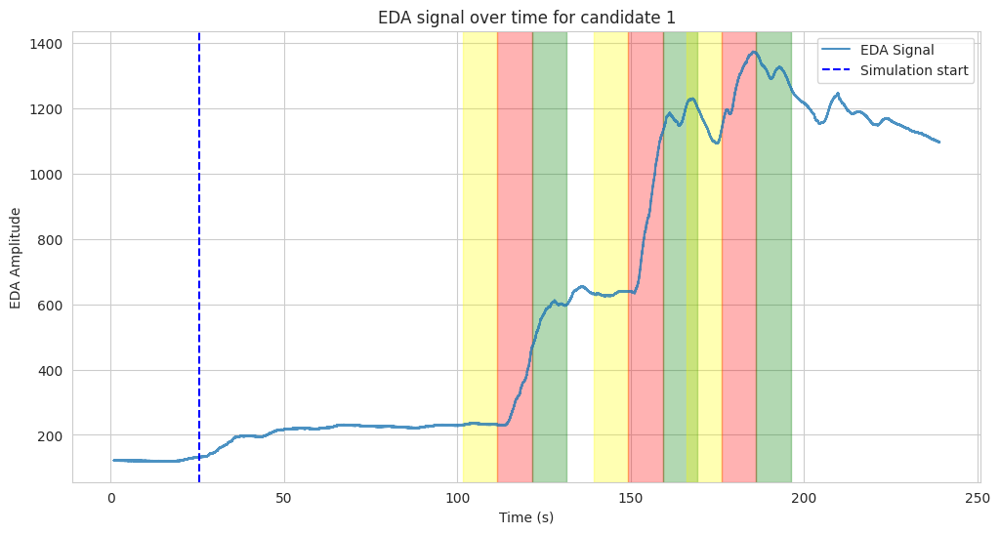 EDA signal over time for candidate 1
EDA Signal
Simulation start
1400
1200
1000
800
600
400
200
EDA Amplitude
0
50
100
150
200
250
Time (s)